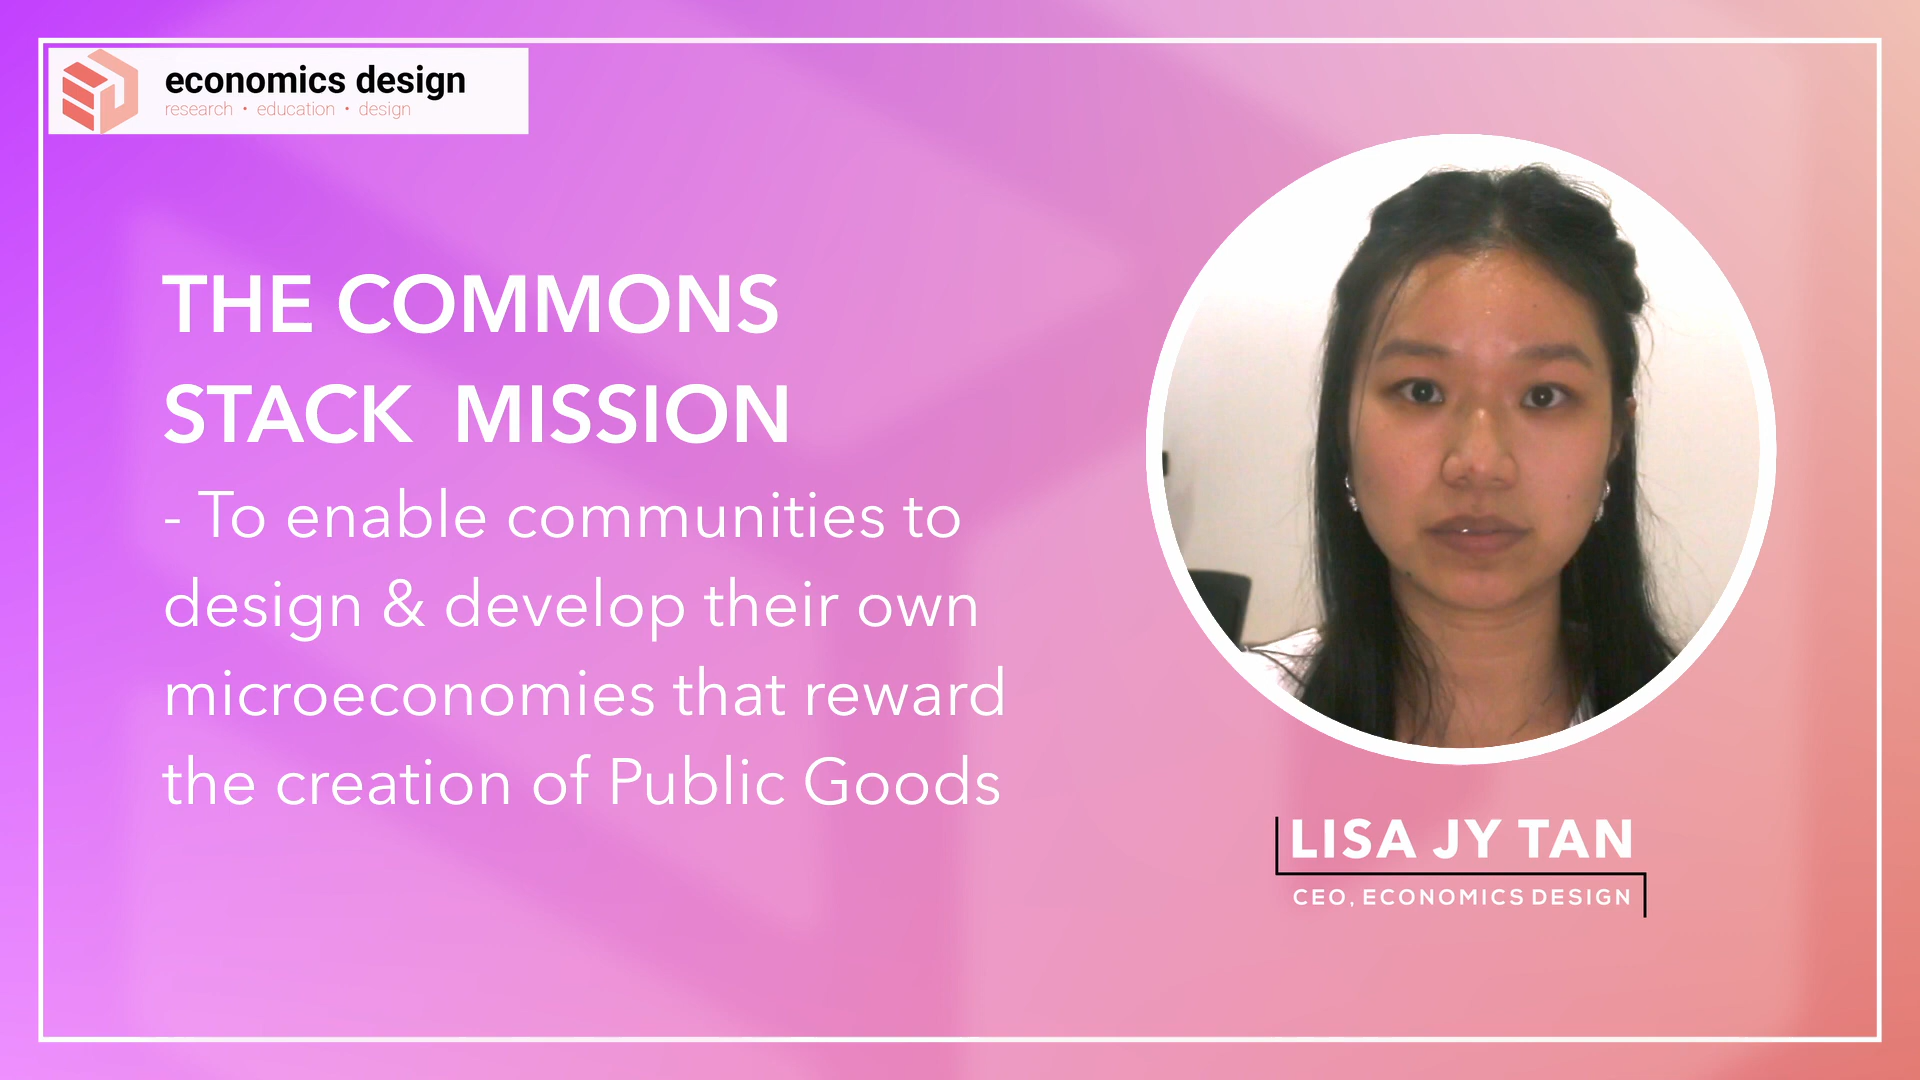 economics design
research • education • design
THE COMMONS
STACK MISSION
- To enable communities to
design & develop their own
microeconomies that reward
the creation of Public Goods
LISA JY TAN
CEO, ECONOMICS DESIGN